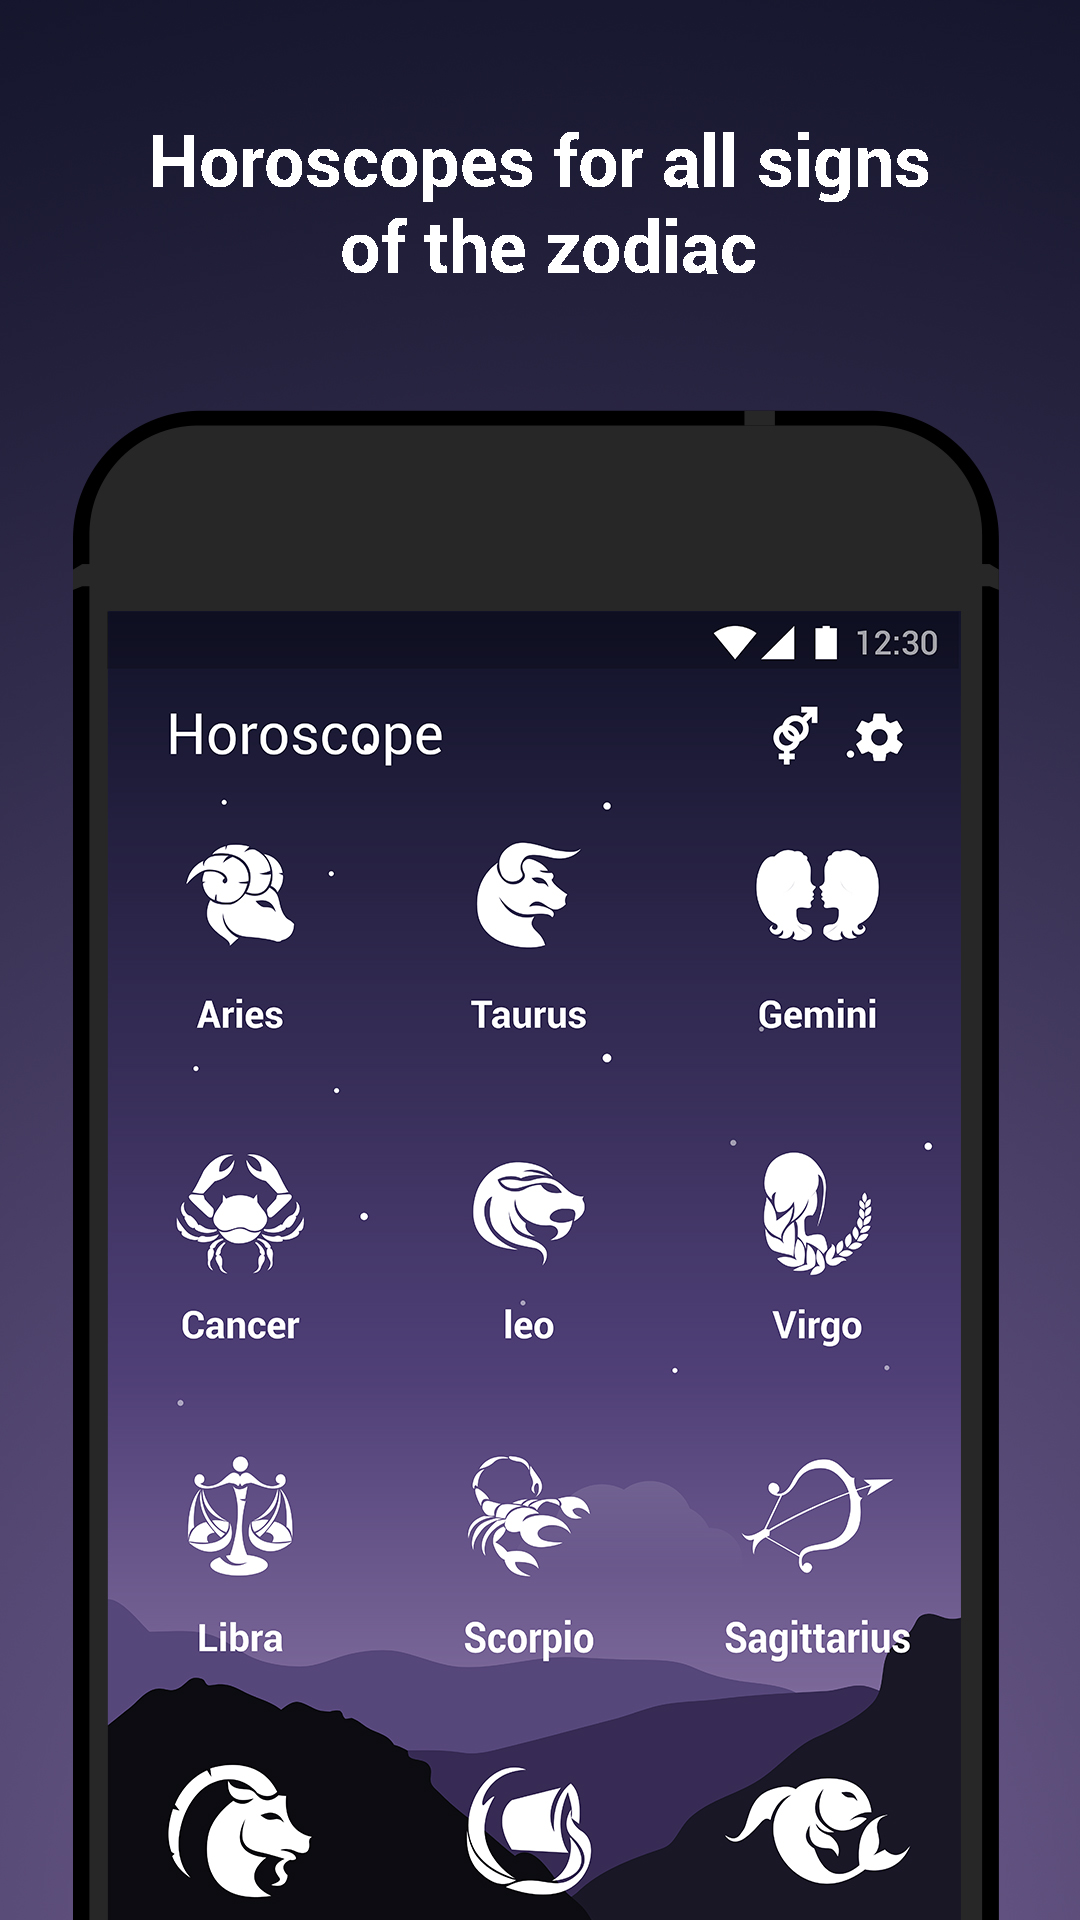 Horoscopes for all signs
of the zodiac
12:30
Horoscope
Aries Taurus Gemini
Cancer leo Virgo
Libra Scorpio Sagittarius